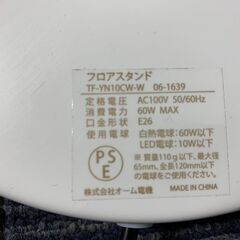 フロアスタンド
TF-YN10CW-W 06-1639
定格電圧：AC100V 50/60Hz
消費電力：60W MAX
口金形状：E26
使用電球：白熱電球:60W以下
LED電球:10W以下
※ 質量110g以下、最大径
65mm、全長120mm以下
の電球をご使用ください。
PS
E
株式会社オーム電機 MADE IN CHINA